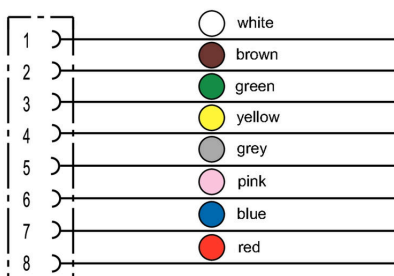 white
1
brown
2
green
3
yellow
4
grey
5
pink
6
blue
7
red
8